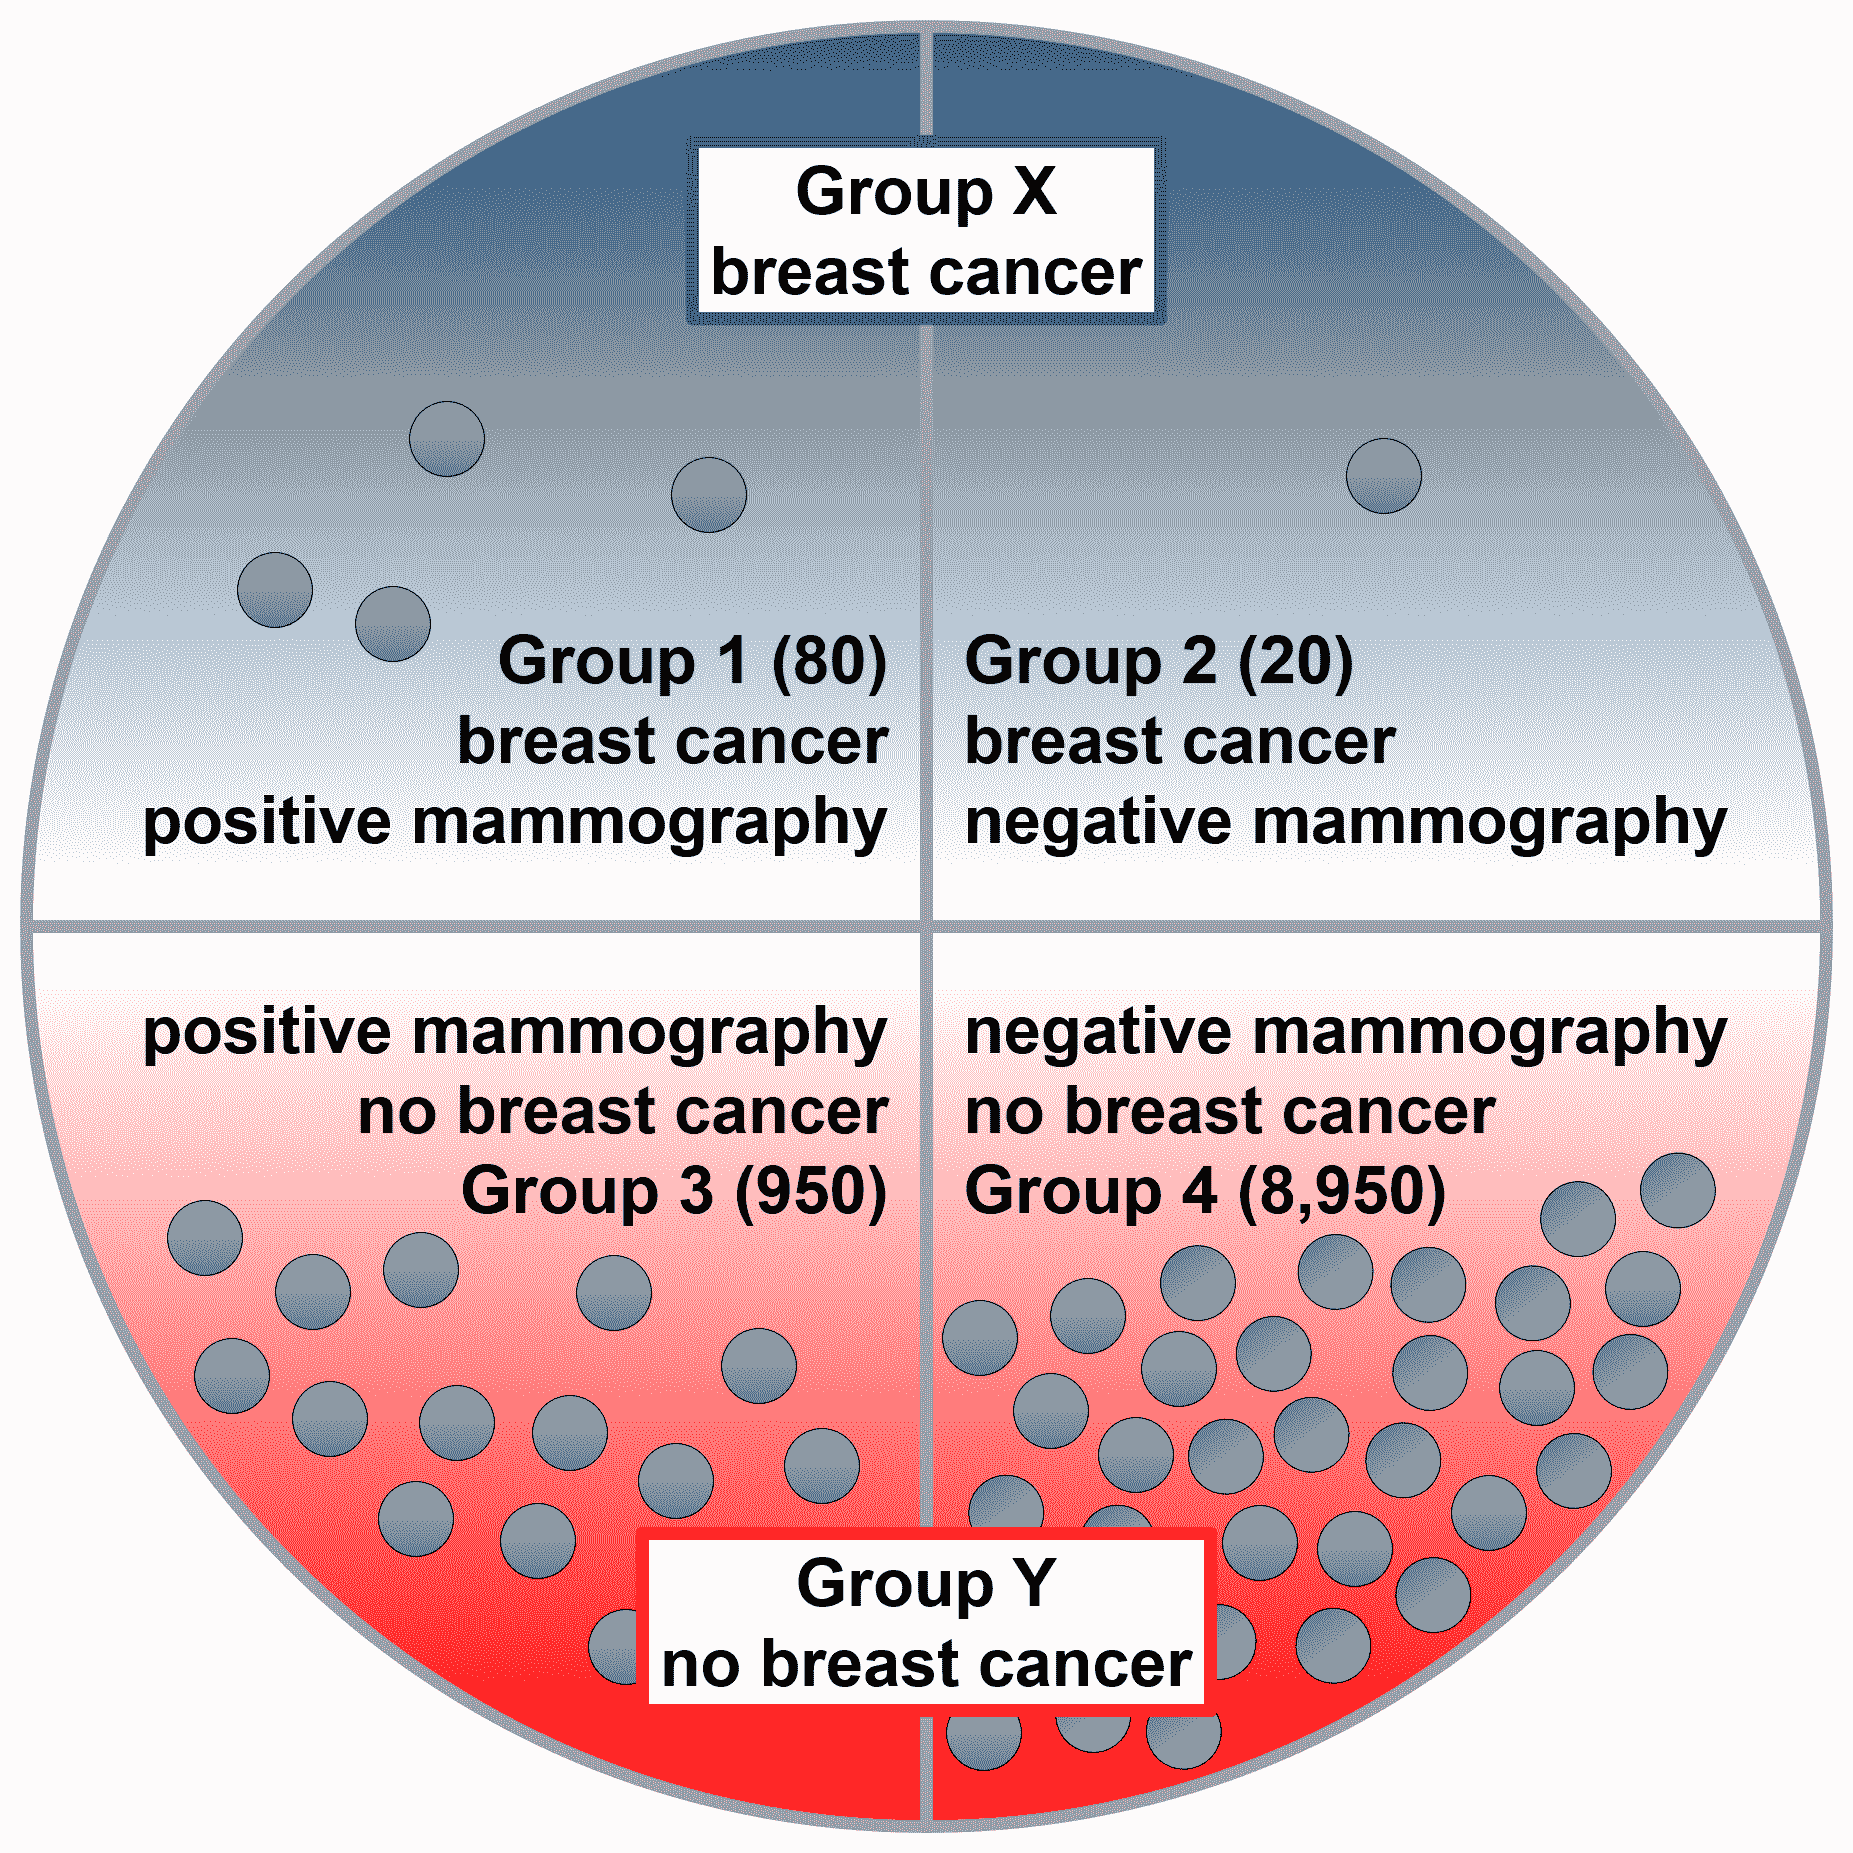 Group X
breast cancer
Group 1 (80)
breast cancer
positive mammography
Group 2 (20)
breast cancer
negative mammography
positive mammography
no breast cancer
Group 3 (950)
negative mammography
no breast cancer
Group 4 (8,950)
Group Y
no breast cancer